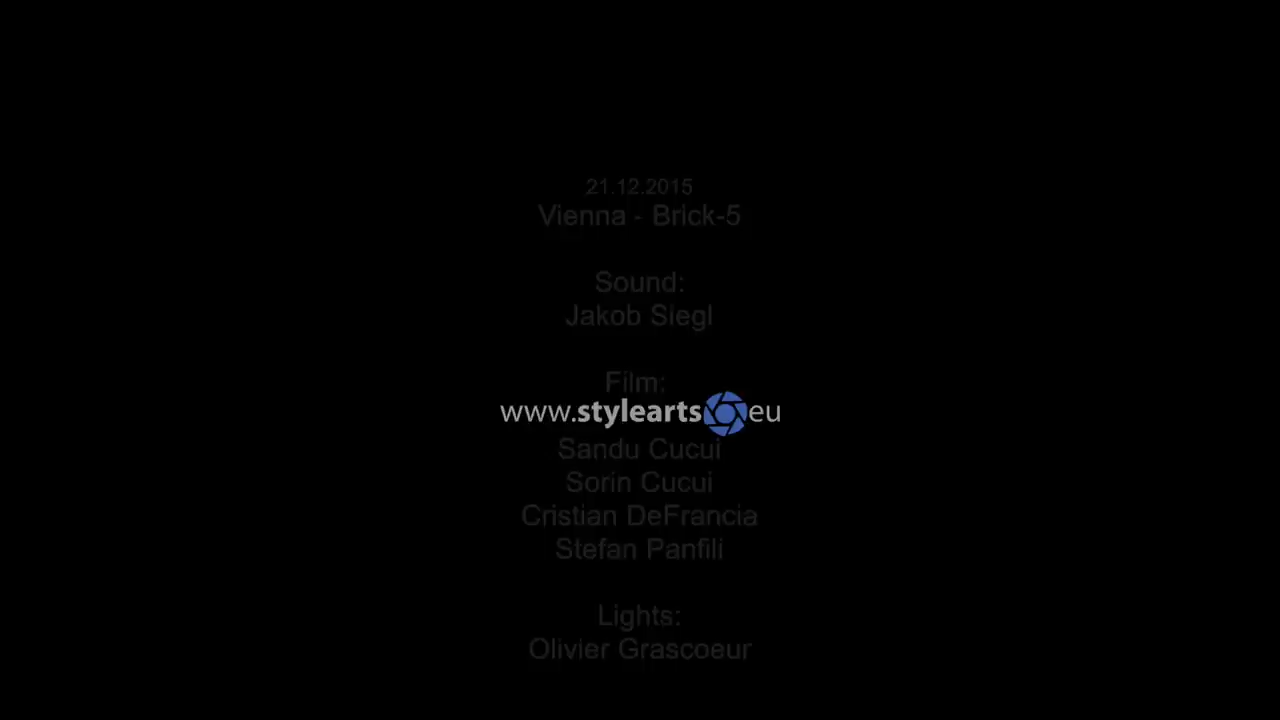 21.12.2015
Vienna - Brick-5
Sound:
Jakob Siegl
Film:
www.stylearts.eu
Sandu Cucui
Sorin Cucui
Cristian DeFrancia
Stefan Panfili
Lights:
Olivier Grascoeur